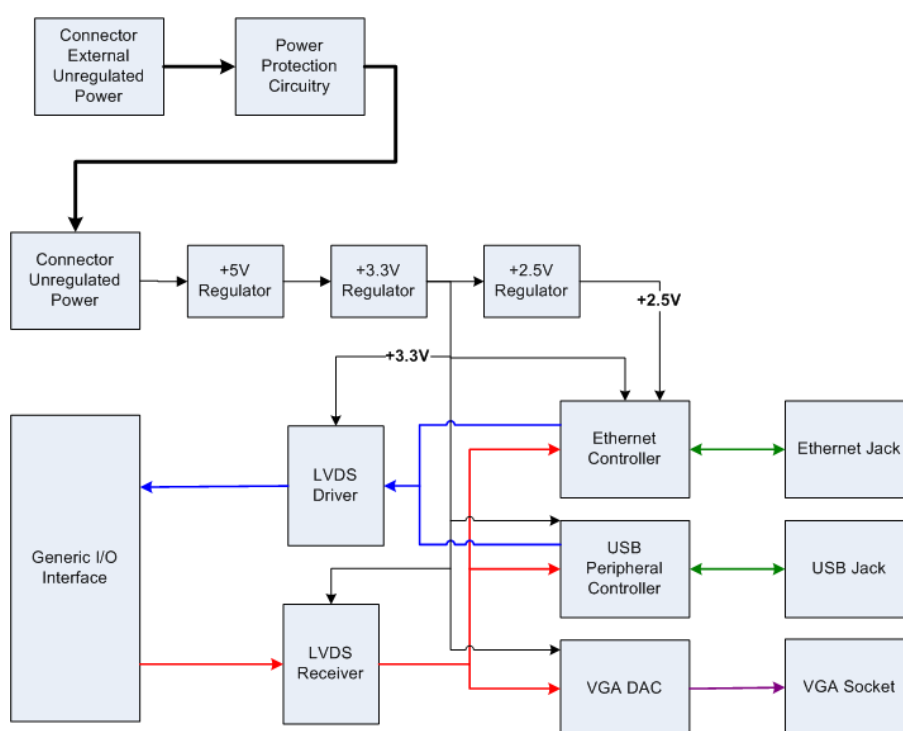 Connector
External
Unregulated
Power
Power
Protection
Circuitry
Connector
Unregulated
Power
+5V
Regulator
+3.3V
Regulator
+2.5V
Regulator
+2.5V
+3.3V
Generic I/O
Interface
LVDS
Driver
Ethernet
Controller
Ethernet Jack
USB
Peripheral
Controller
USB Jack
LVDS
Receiver
VGA DAC
VGA Socket